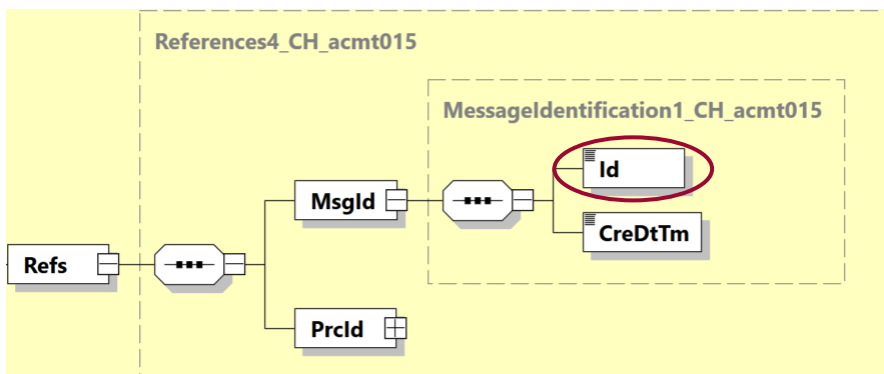 References4_CH_acmt015
MessageIdentification1_CH_acmt015
Id
MsgId
CreDtTm
Refs
PrcId